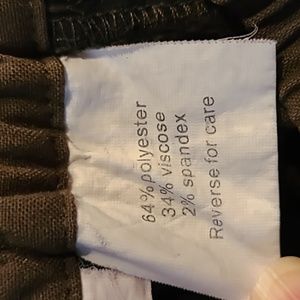 64%polyester
34% viscose
2% spandex
Reverse for care